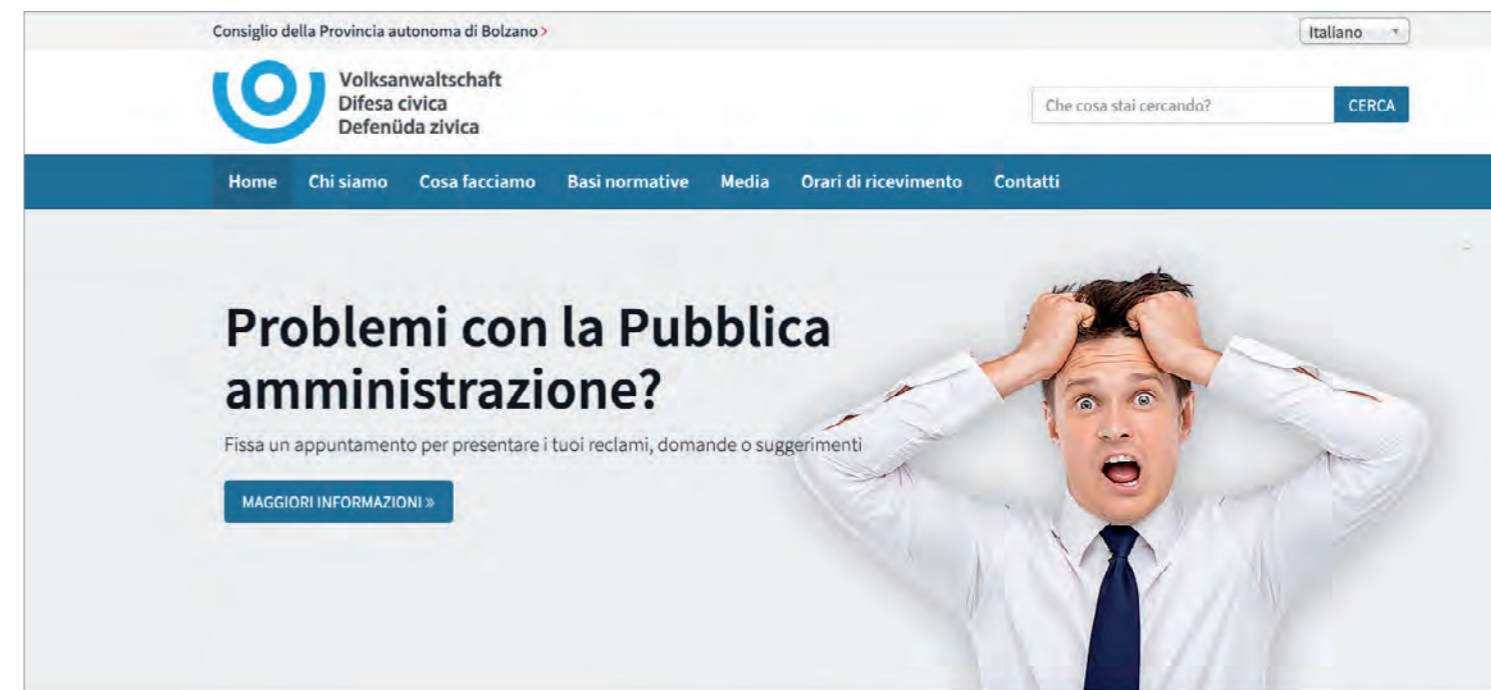 Consiglio della Provincia autonoma di Bolzano >
Italiano
Volksanwaltschaft
Difesa civica
Defenüda zivica
Che cosa stai cercando?
CERCA
Home Chi siamo Cosa facciamo Basi normative Media Orari di ricevimento Contatti
Problemi con la Pubblica
amministrazione?
Fissa un appuntamento per presentare i tuoi reclami, domande o suggerimenti
MAGGIORI INFORMAZIONI »